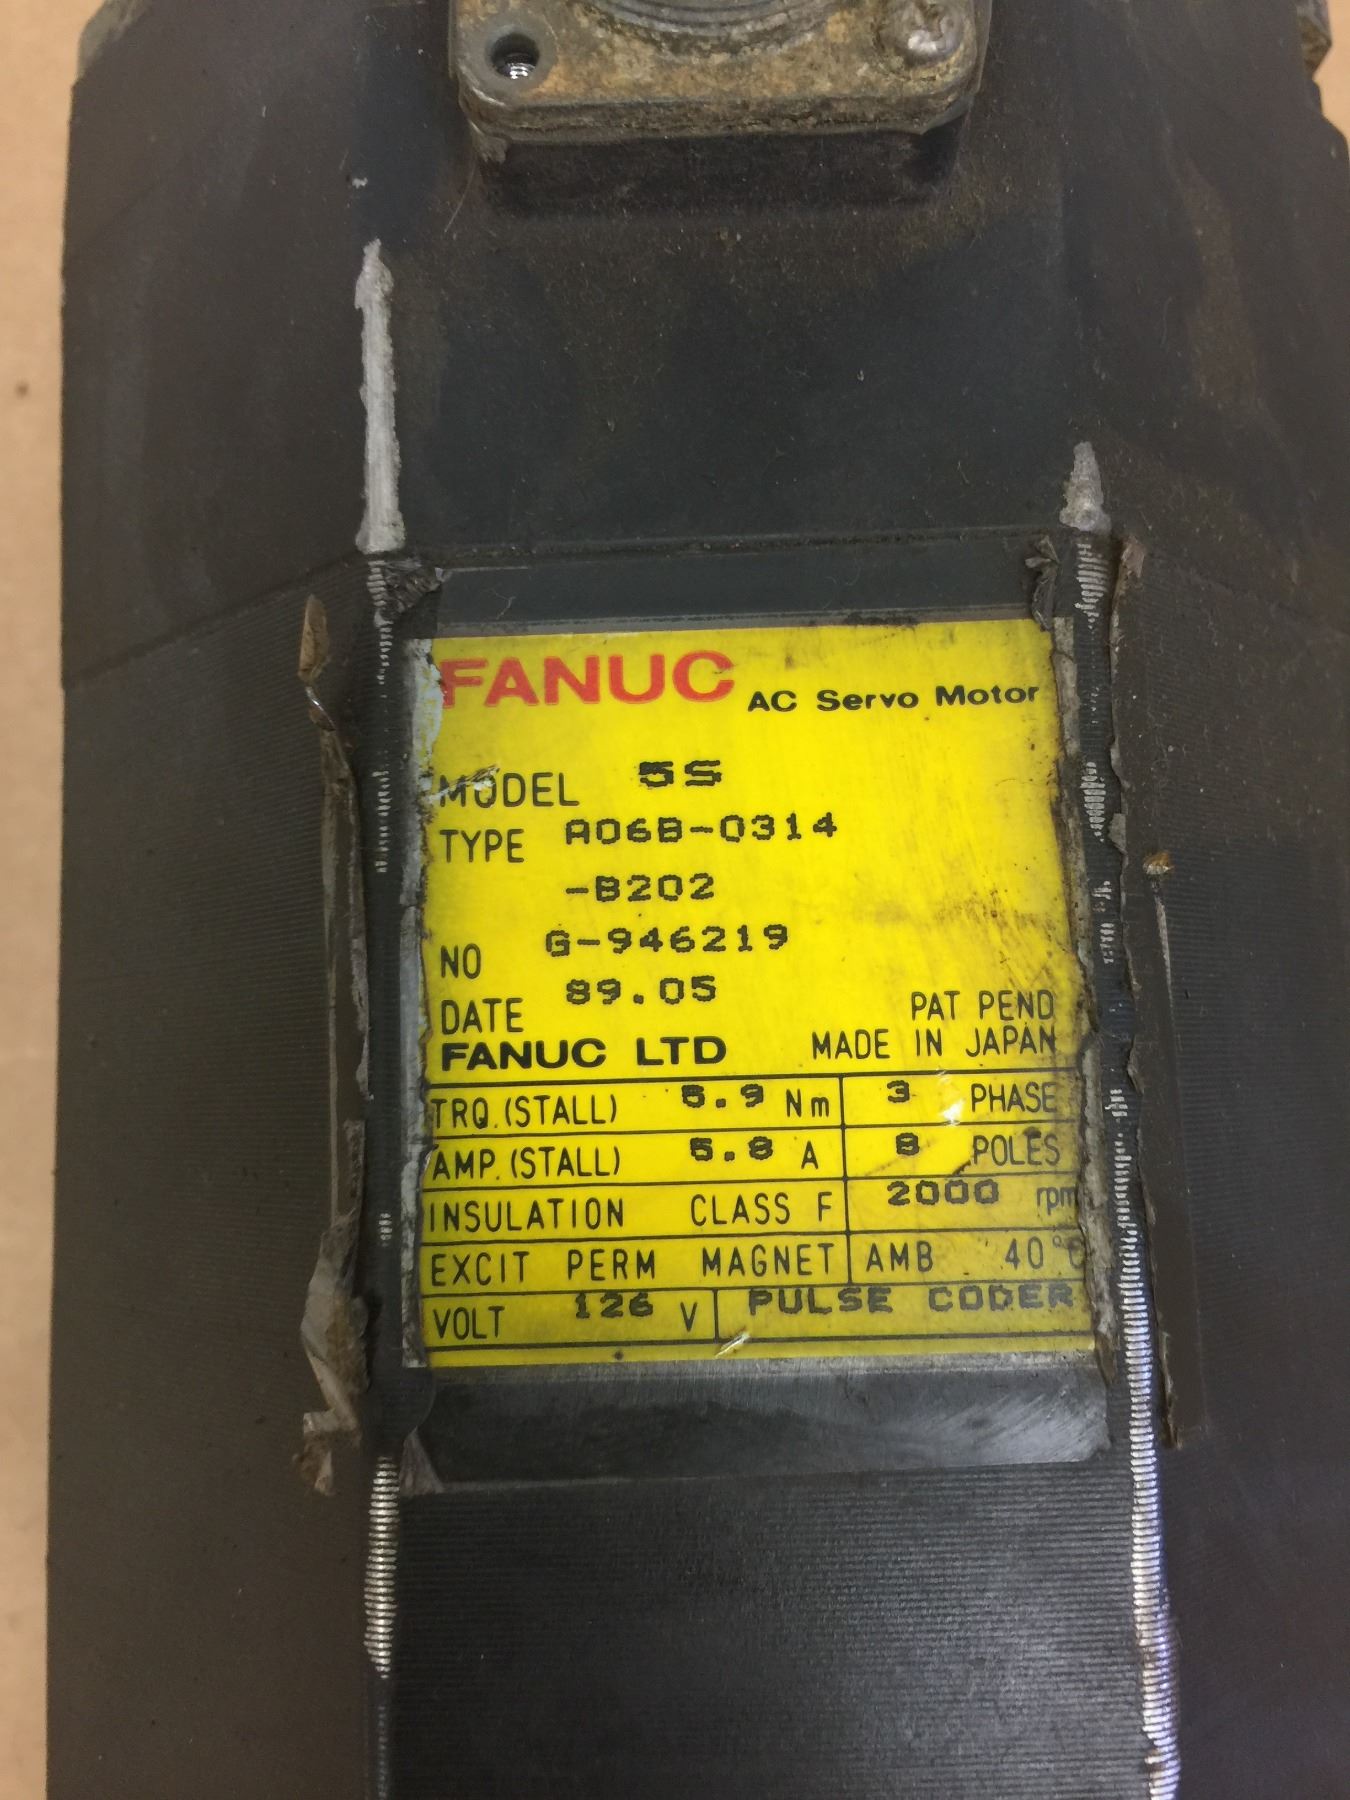 FANUC AC Servo Motor
MODEL 5S
TYPE A06B-0314
-B202
NO G-946219
DATE 89.05
PAT PEND
FANUC LTD MADE IN JAPAN
TRQ.(STALL) 5.9 Nm 3 PHASE
AMP.(STALL) 5.8 A 8 POLES
INSULATION CLASS F 2000 rpm
EXCIT PERM MAGNET AMB 40°C
VOLT 126 V PULSE CODER